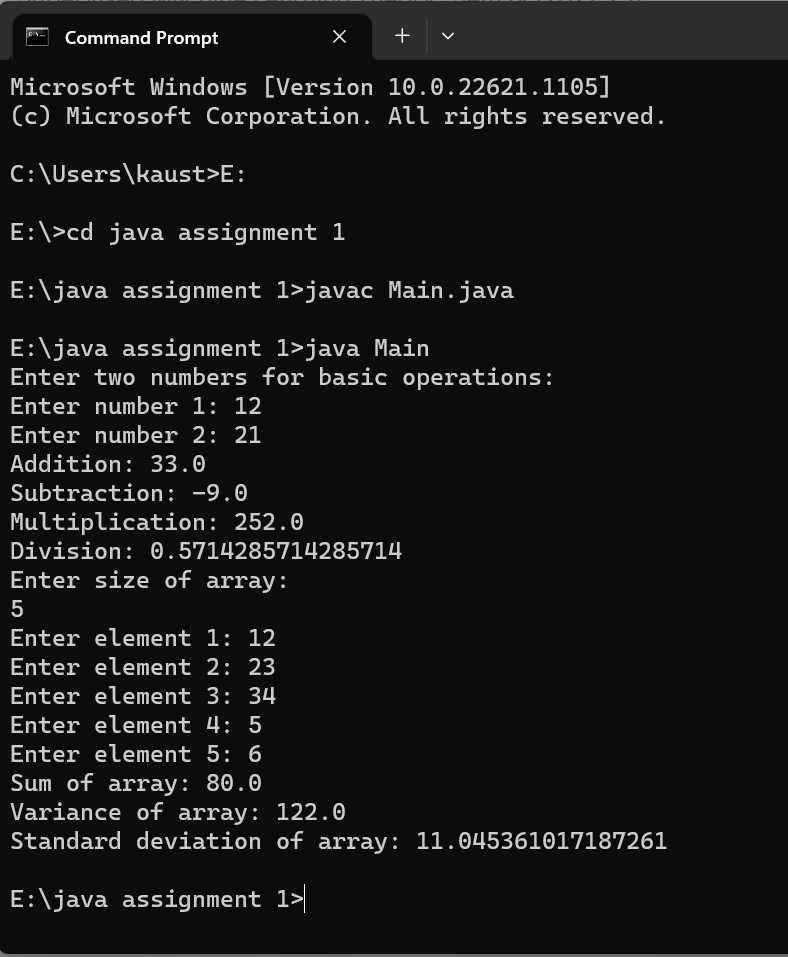 Command Prompt
Microsoft Windows [Version 10.0.22621.1105]
(c) Microsoft Corporation. All rights reserved.
C:\Users\kaust>E:
E:\>cd java assignment 1
E:\java assignment 1>javac Main.java
E:\java assignment 1>java Main
Enter two numbers for basic operations:
Enter number 1: 12
Enter number 2: 21
Addition: 33.0
Subtraction: -9.0
Multiplication: 252.0
Division: 0.5714285714285714
Enter size of array:
5
Enter element 1: 12
Enter element 2: 23
Enter element 3: 34
Enter element 4: 5
Enter element 5: 6
Sum of array: 80.0
Variance of array: 122.0
Standard deviation of array: 11.045361017187261
E:\java assignment 1>